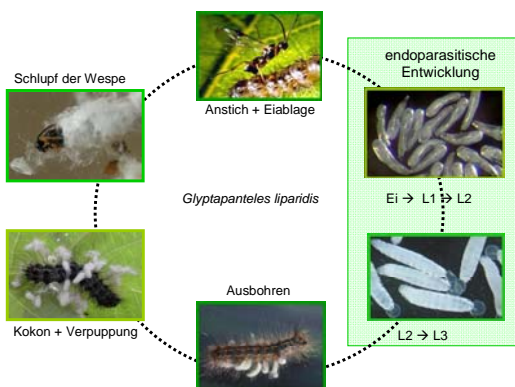 Schlupf der Wespe
Anstich + Eiablage
endoparasitische
Entwicklung
Glyptapanteles liparidis
Ei → L1 → L2
Kokon + Verpuppung
Ausbohren
L2 → L3